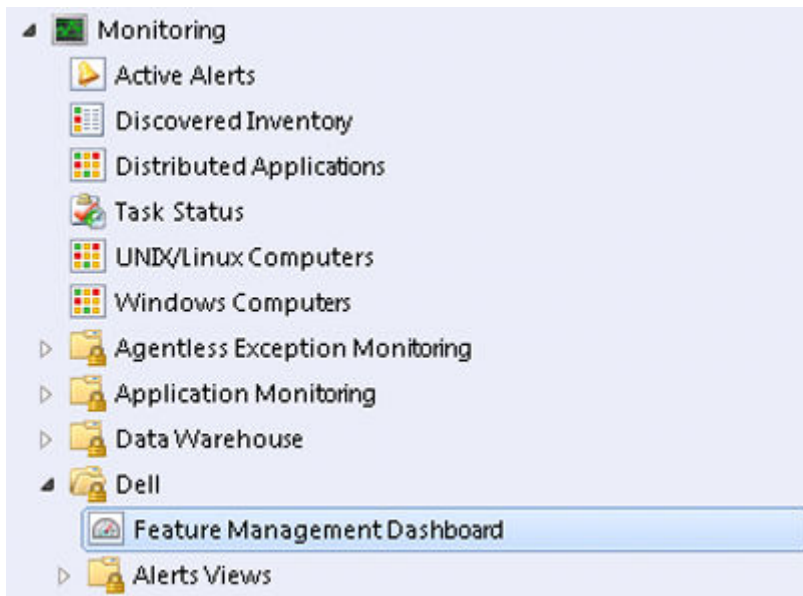 Monitoring
Active Alerts
Discovered Inventory
Distributed Applications
Task Status
UNIX/Linux Computers
Windows Computers
Agentless Exception Monitoring
Application Monitoring
Data Warehouse
Dell
Feature Management Dashboard
Alerts Views